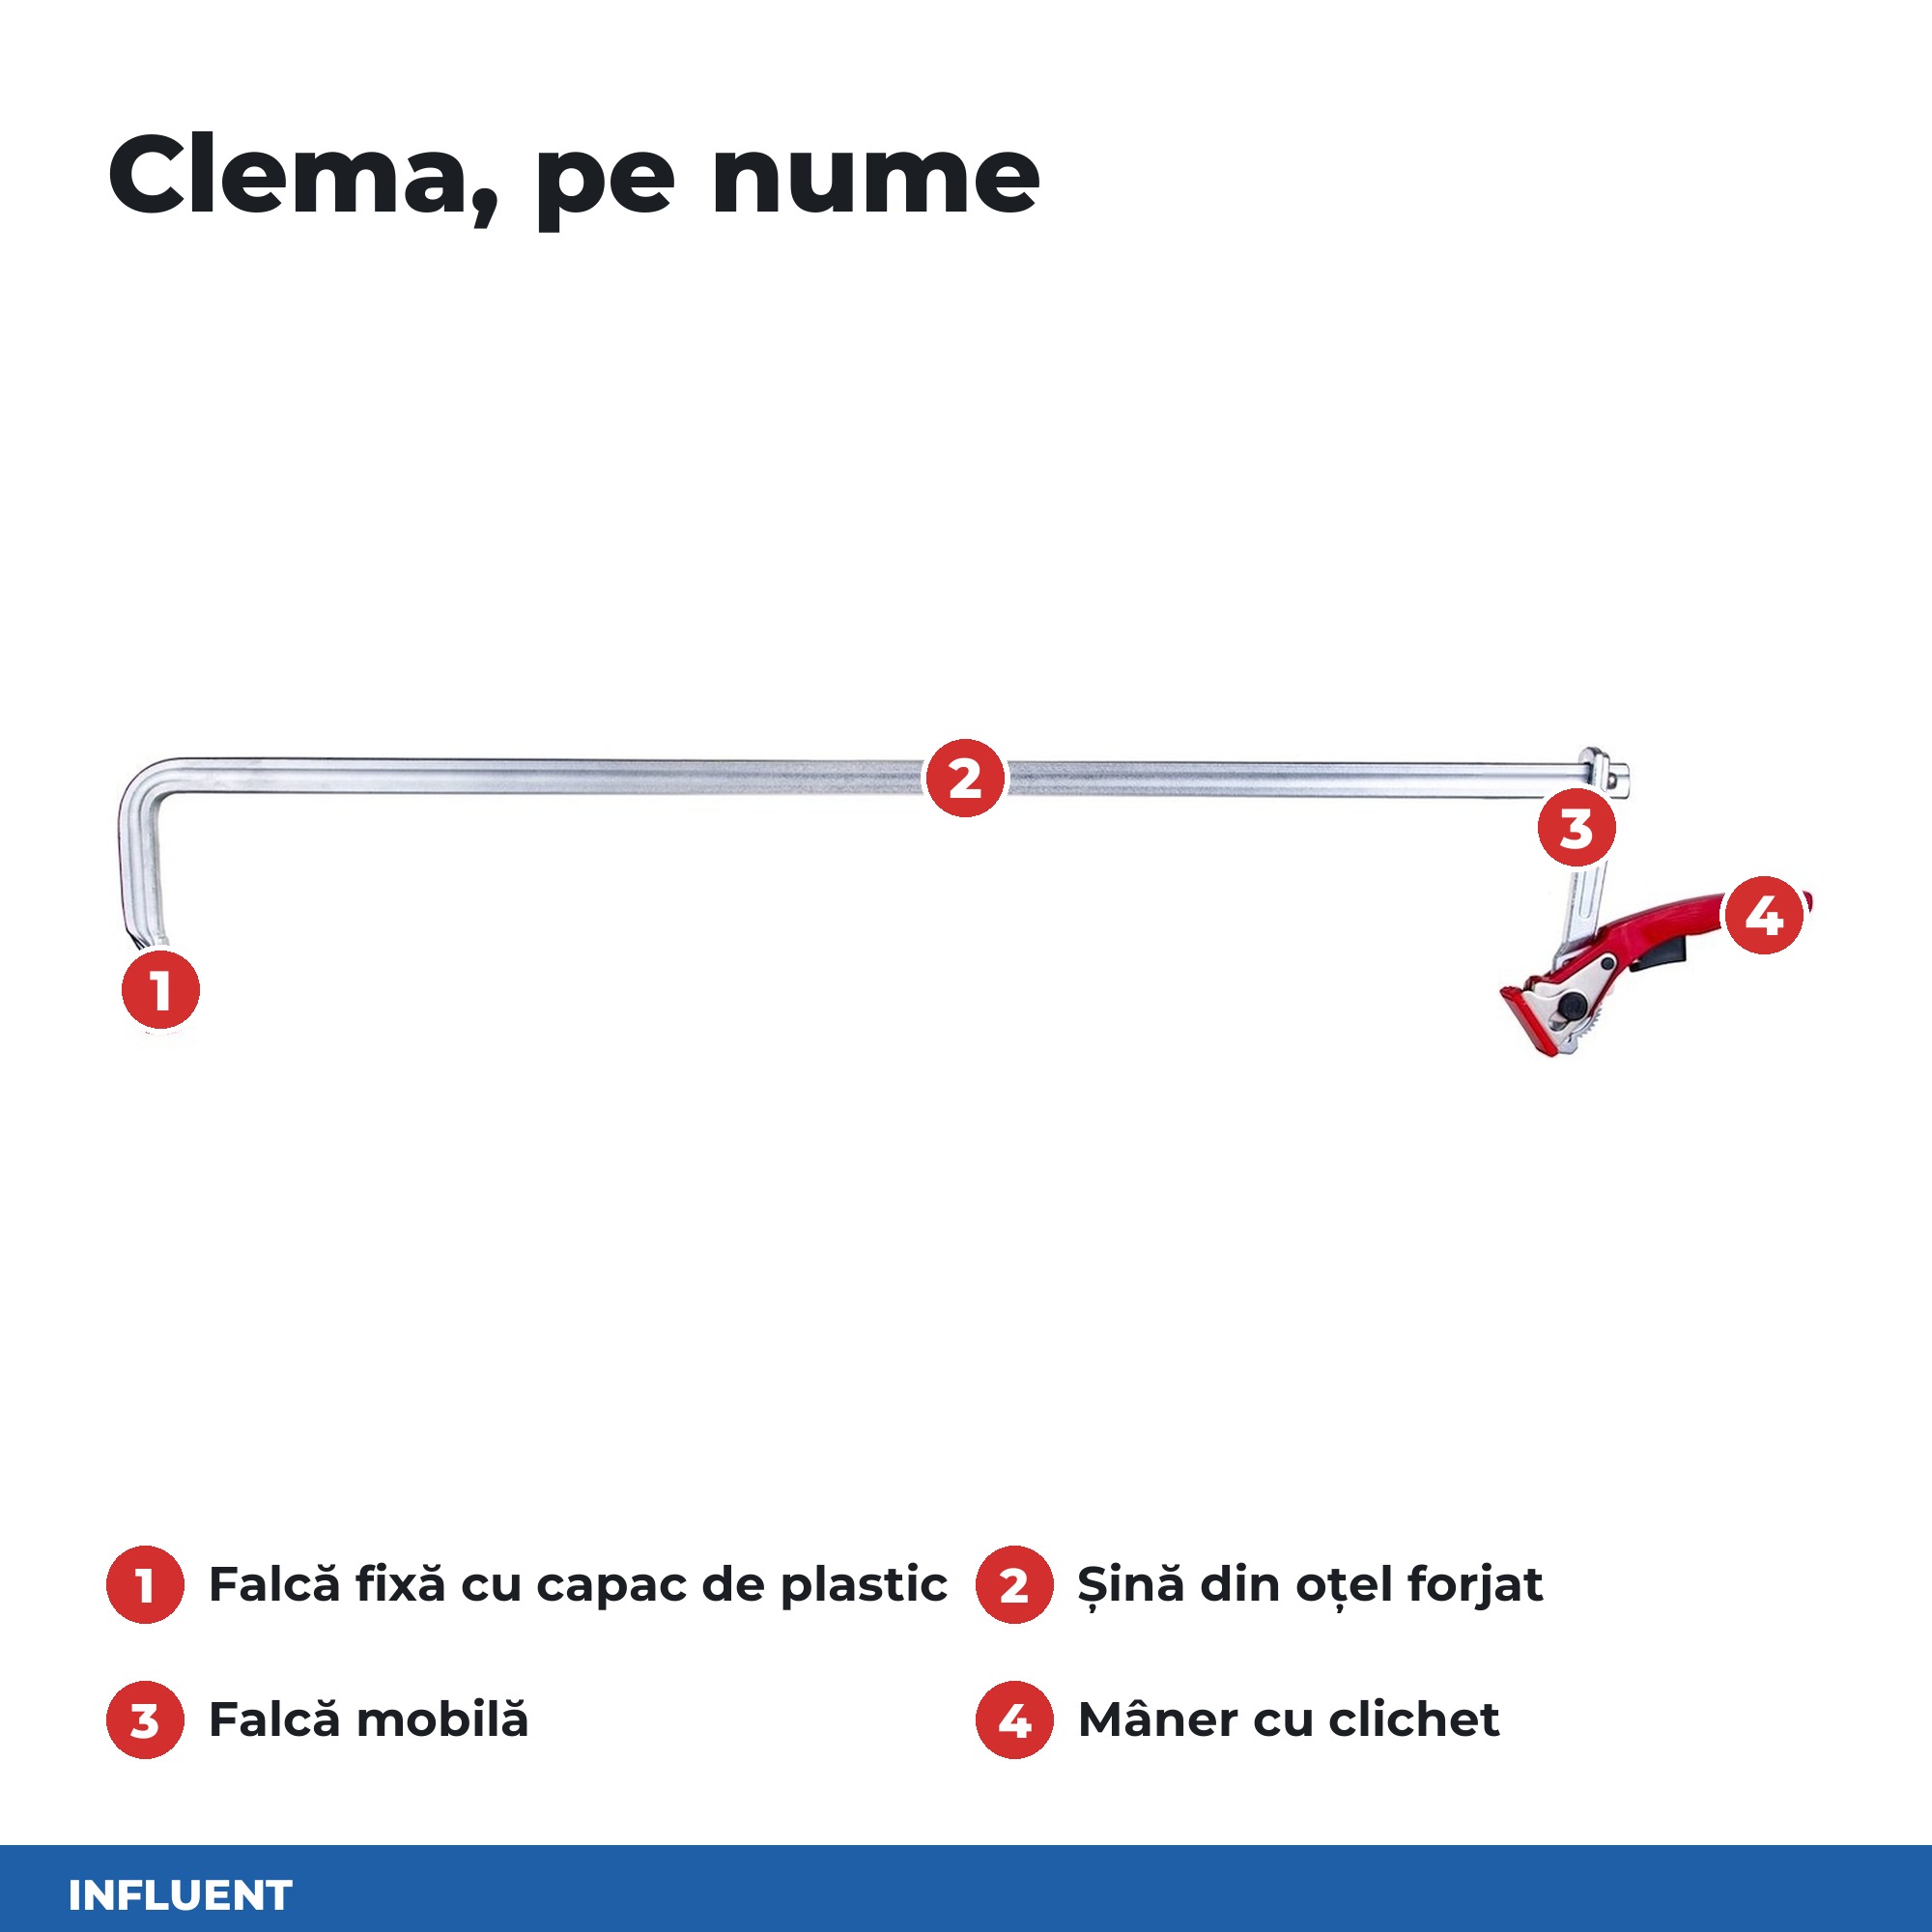 Clema, pe nume
2
3
4
1
1 Falcă fixă cu capac de plastic
2 Șină din oțel forjat
3 Falcă mobilă
4 Mâner cu clichet
INFLUENT